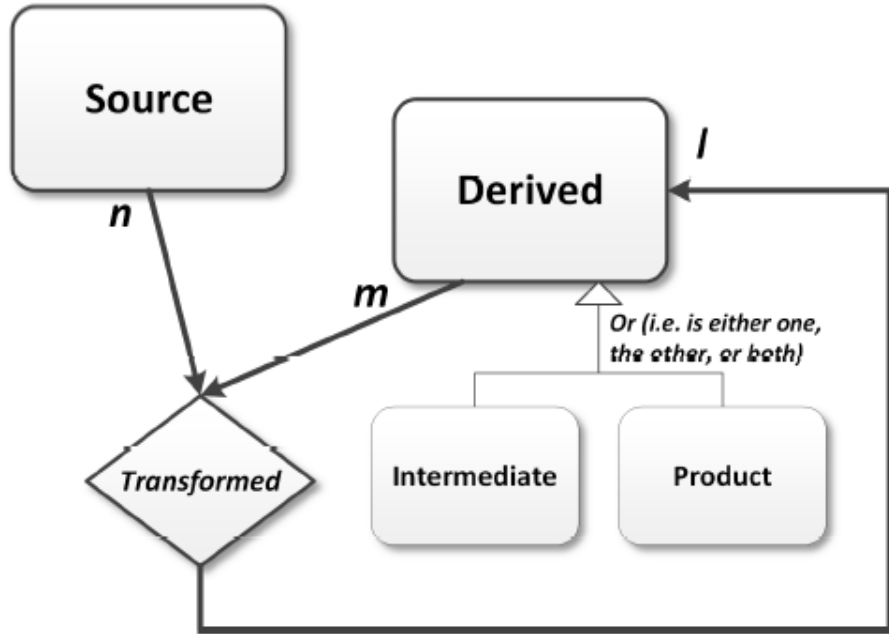 Source
n
Derived
l
m
Or (i.e. is either one,
the other, or both)
Transformed
Intermediate
Product